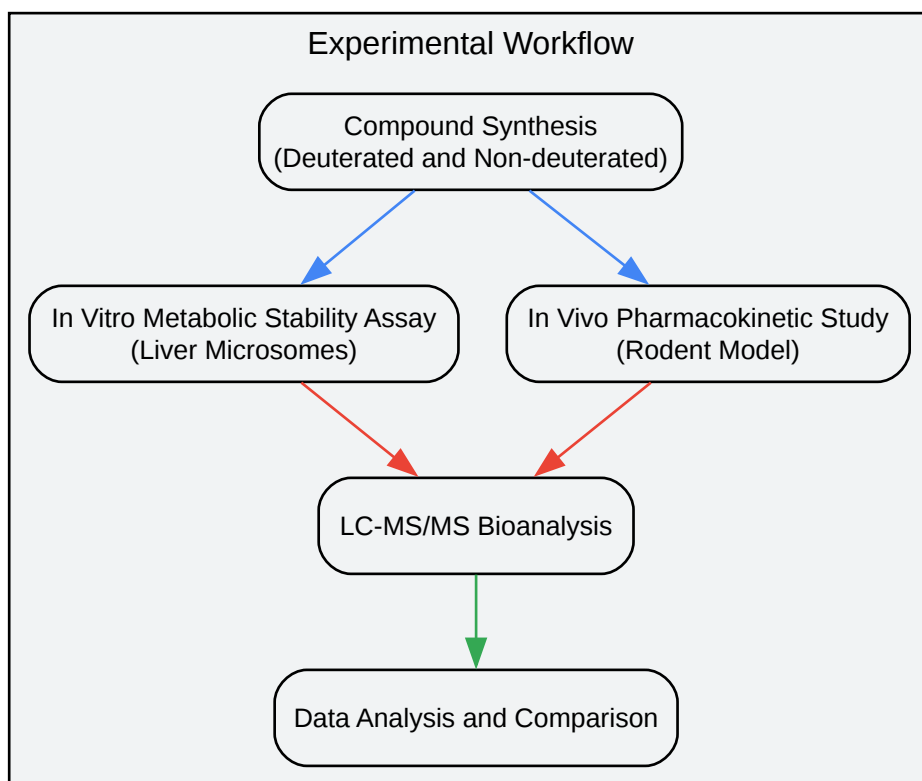 Experimental Workflow
Compound Synthesis
(Deuterated and Non-deuterated)
In Vitro Metabolic Stability Assay
(Liver Microsomes)
In Vivo Pharmacokinetic Study
(Rodent Model)
LC-MS/MS Bioanalysis
Data Analysis and Comparison